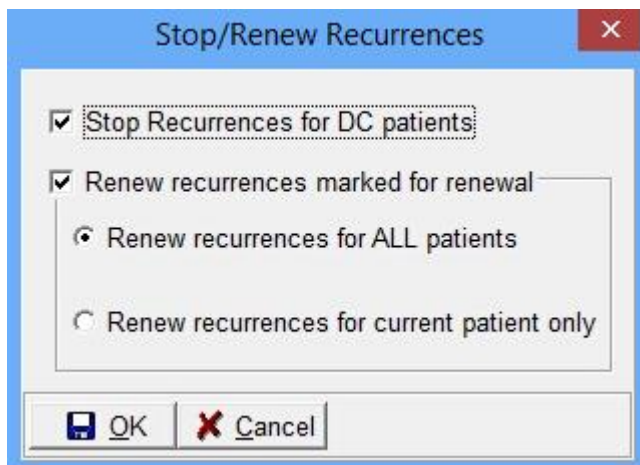 Stop/Renew Recurrences
Stop Recurrences for DC patients
Renew recurrences marked for renewal
Renew recurrences for ALL patients
Renew recurrences for current patient only
OK Cancel